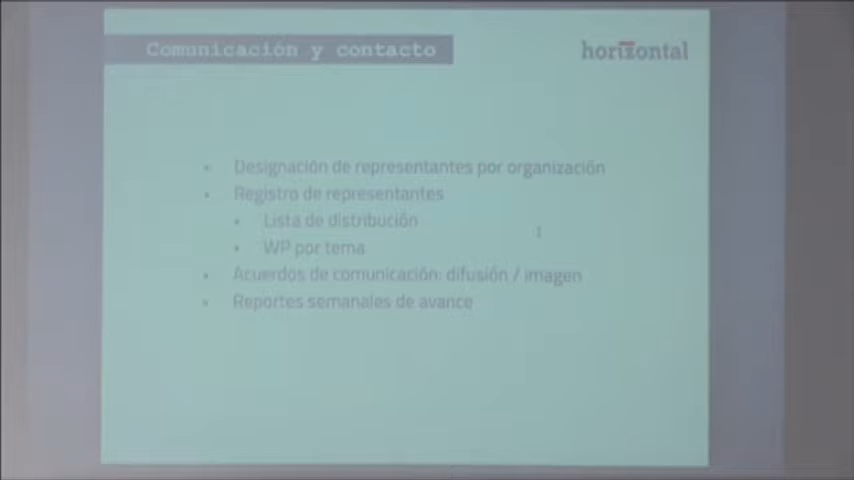 Comunicación y contacto
horizontal
Designación de representantes por organización
Registro de representantes
Lista de distribución
WP por tema
Acuerdos de comunicación: difusión / imagen
Reportes semanales de avance